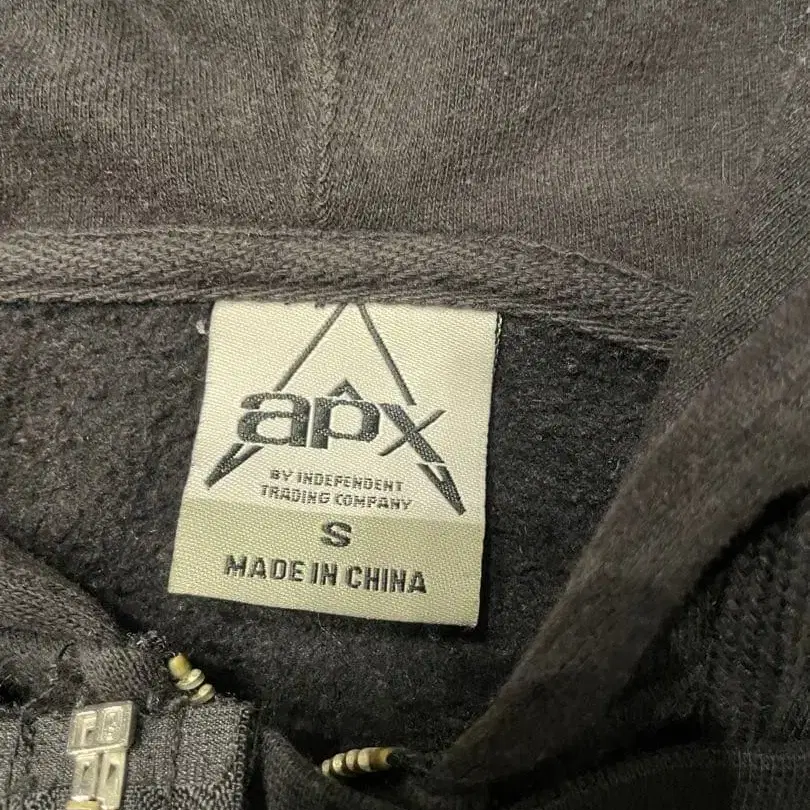 apx
BY INDEPENDENT
TRADING COMPANY
S
MADE IN CHINA